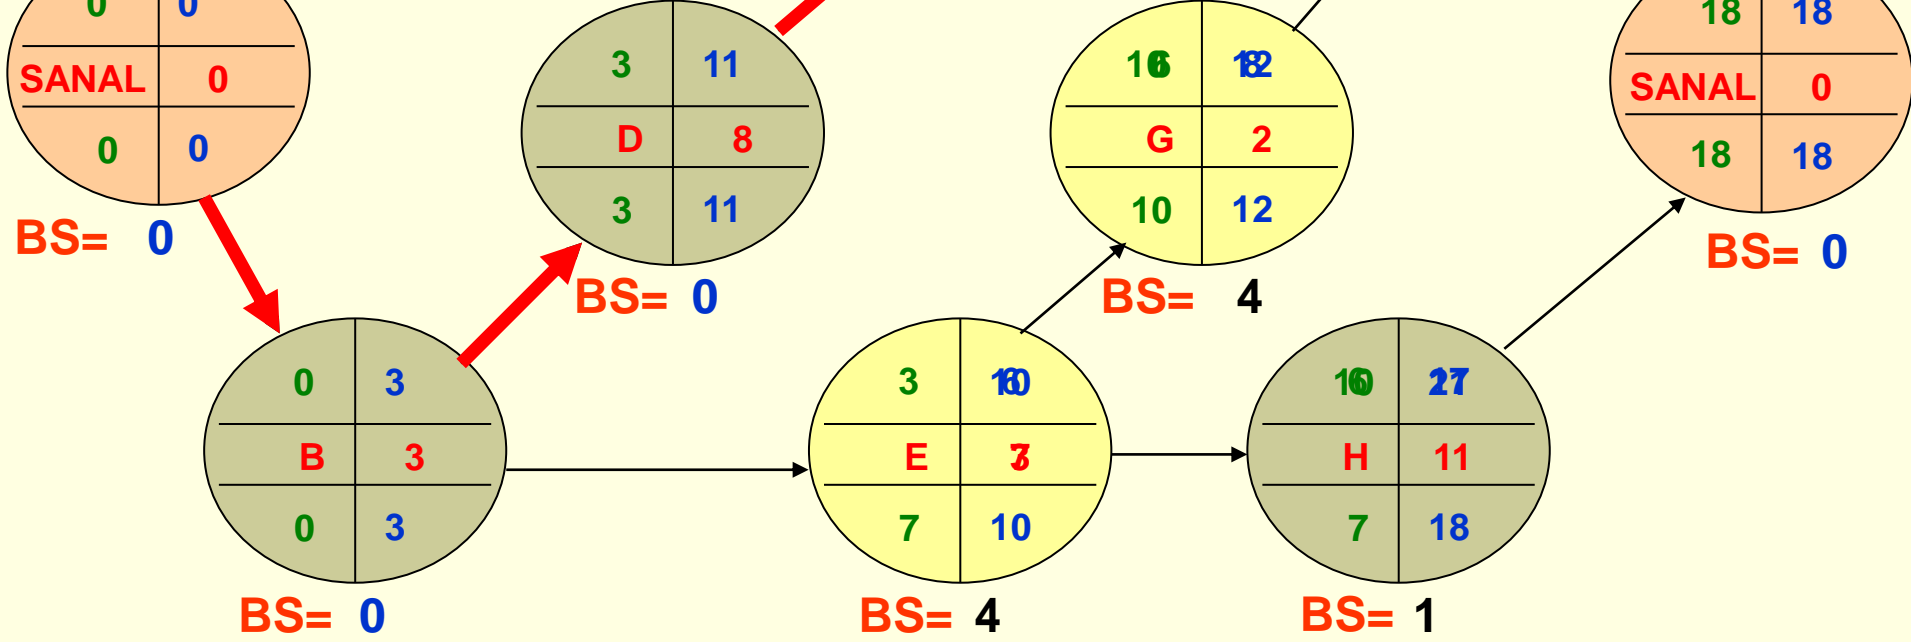 0 0
SANAL 0
0 0
BS= 0
3 11
D 8
3 11
BS= 0
G 2
10 12
BS= 4
18 18
SANAL 0
18 18
BS= 0
0 3
B 3
0 3
BS= 0
3
E
7 10
BS= 4
H 11
7 18
BS= 1